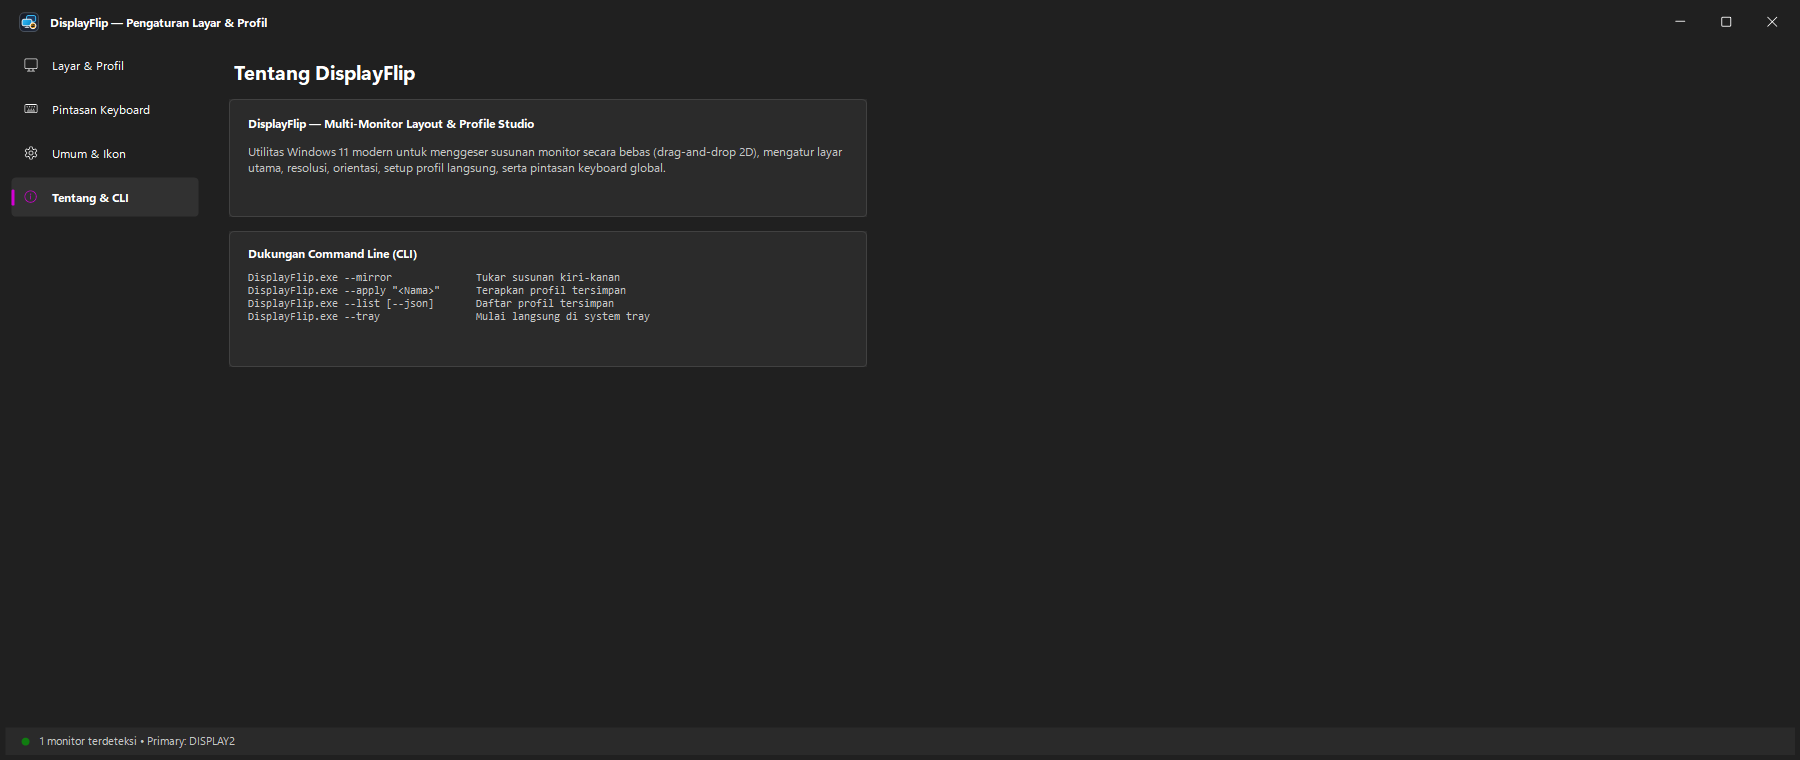 DisplayFlip — Pengaturan Layar & Profil
Layar & Profil
Pintasan Keyboard
Umum & Ikon
Tentang & CLI
Tentang DisplayFlip
DisplayFlip — Multi-Monitor Layout & Profile Studio
Utilitas Windows 11 modern untuk menggeser susunan monitor secara bebas (drag-and-drop 2D), mengatur layar
utama, resolusi, orientasi, setup profil langsung, serta pintasan keyboard global.
Dukungan Command Line (CLI)
DisplayFlip.exe --mirror Tukar susunan kiri-kanan
DisplayFlip.exe --apply "<Nama>" Terapkan profil tersimpan
DisplayFlip.exe --list [--json] Daftar profil tersimpan
DisplayFlip.exe --tray Mulai langsung di system tray
1 monitor terdeteksi • Primary: DISPLAY2